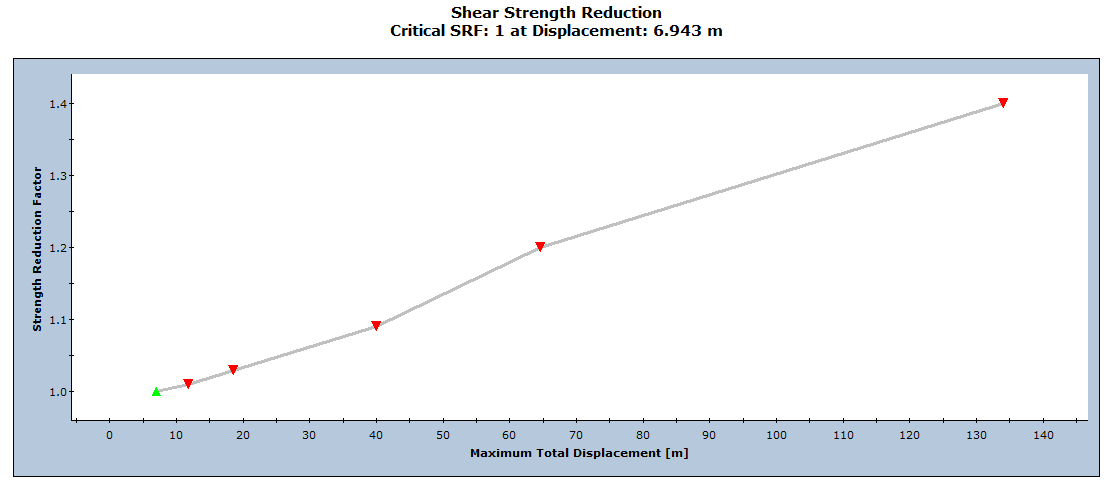 Shear Strength Reduction
Critical SRF: 1 at Displacement: 6.943 m
Strength Reduction Factor
1.4
1.3
1.2
1.1
1.0
0 10 20 30 40 50 60 70 80 90 100 110 120 130 140
Maximum Total Displacement [m]